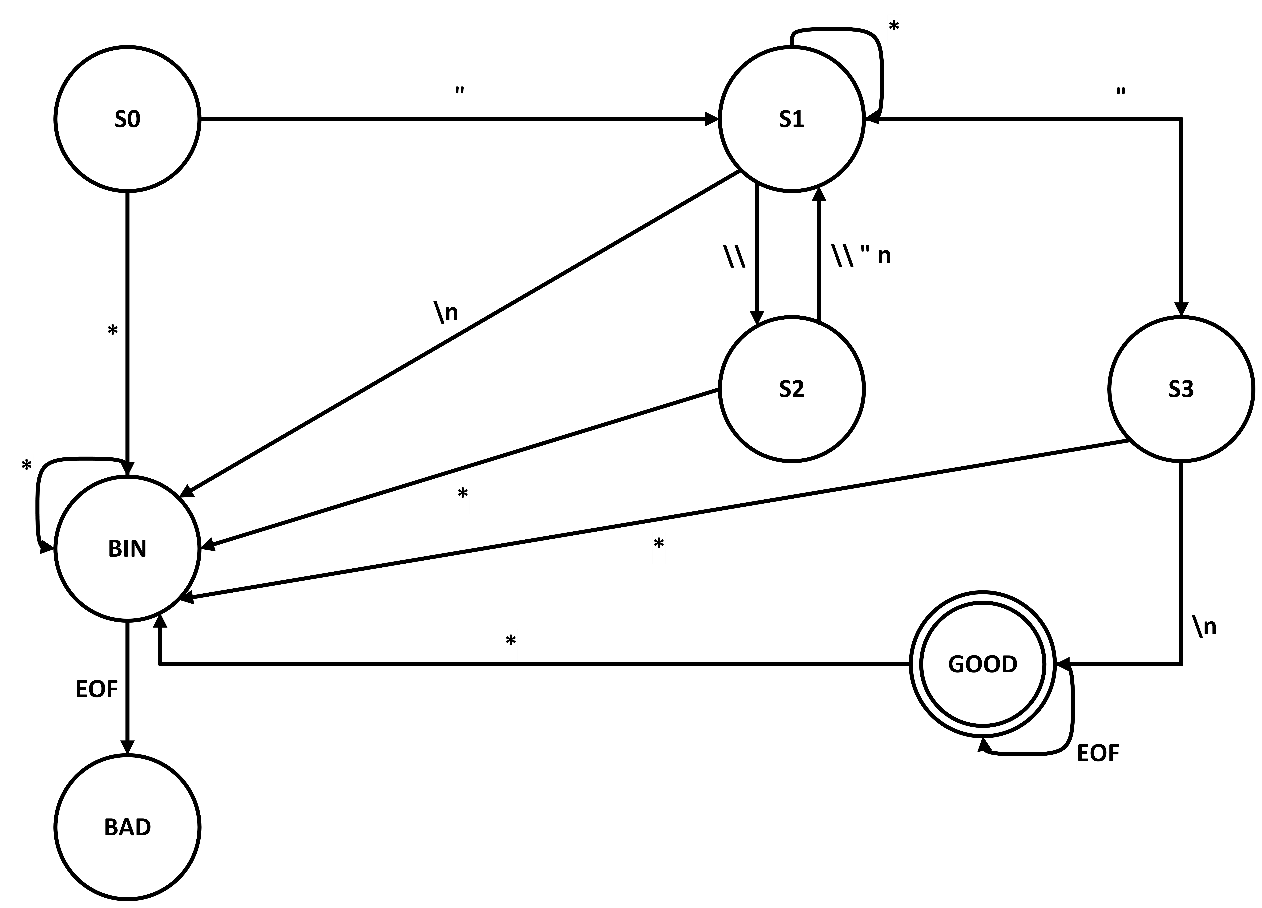 *
"
"
S0
S1
\\
\\ " n
\n
*
S2
S3
*
*
*
BIN
*
\n
GOOD
EOF
EOF
BAD